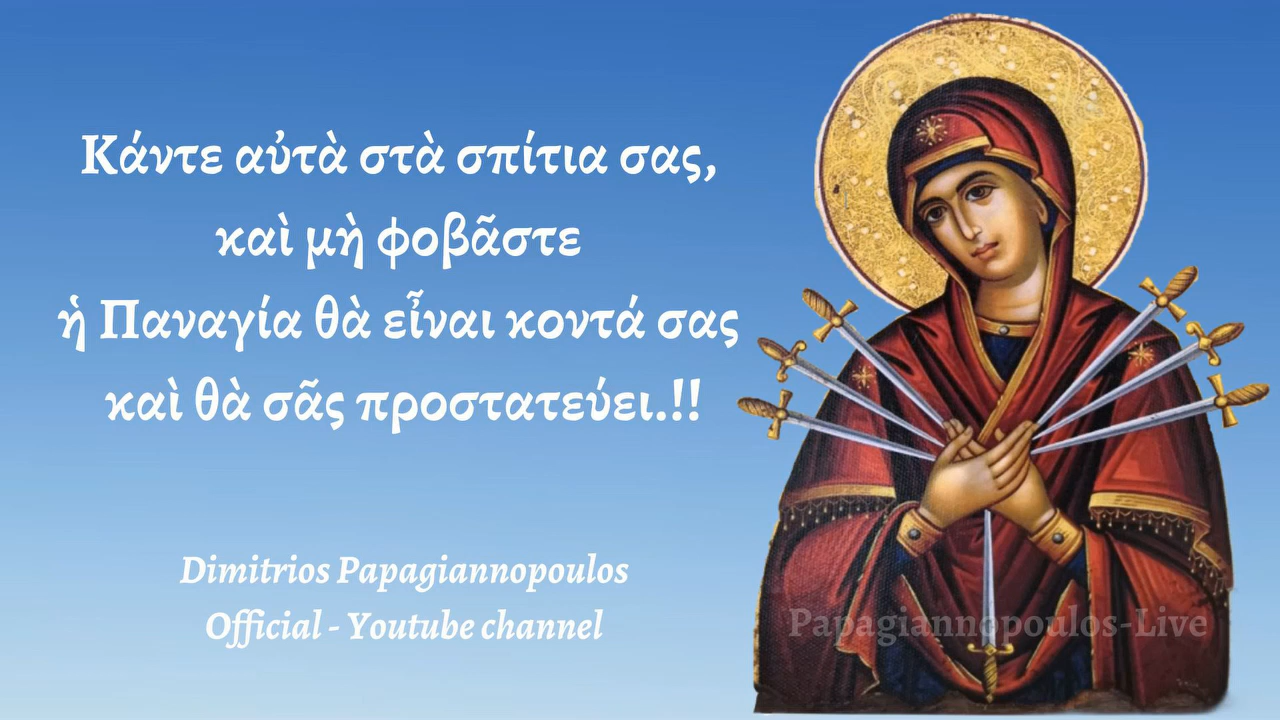 Κάντε αὐτὰ στὰ σπίτια σας,
καὶ μὴ φοβᾶστε
ἡ Παναγία θὰ εἶναι κοντά σας
καὶ θὰ σᾶς προστατεύει.!!
Dimitrios Papagiannopoulos
Official - Youtube channel
Papagiannopoulos-Live